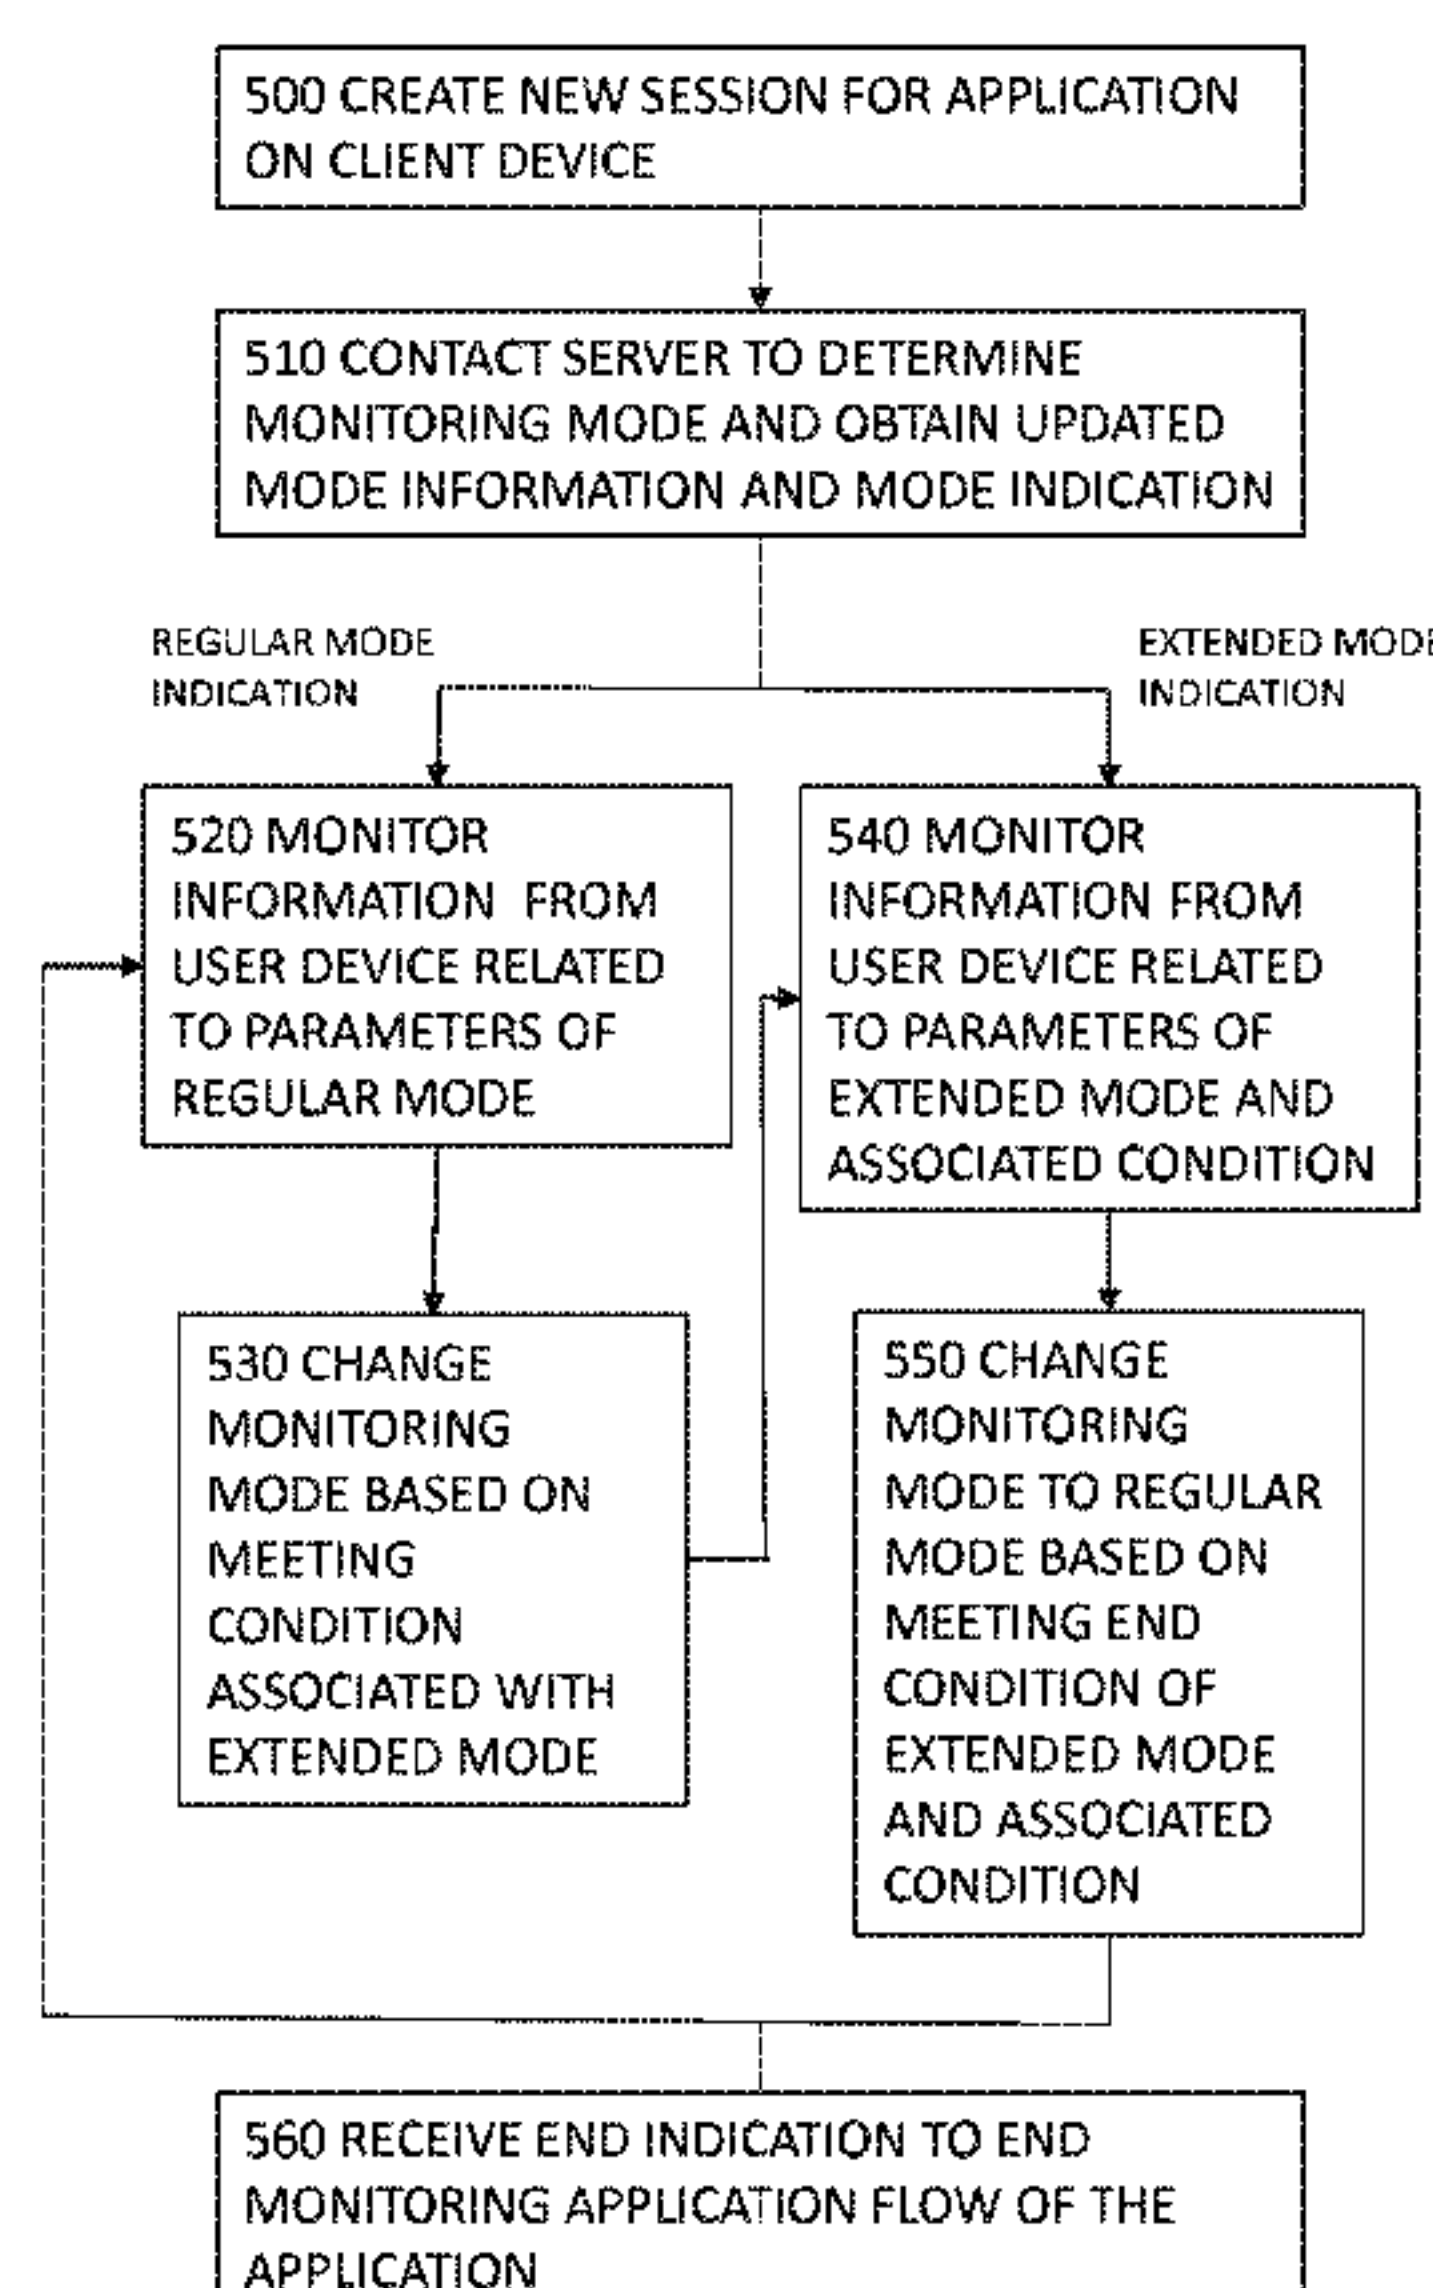 500 CREATE NEW SESSION FOR APPLICATION
ON CLIENT DEVICE
510 CONTACT SERVER TO DETERMINE
MONITORING MODE AND OBTAIN UPDATED
MODE INFORMATION AND MODE INDICATION
REGULAR MODE
INDICATION
EXTENDED MODE
INDICATION
520 MONITOR
INFORMATION FROM
USER DEVICE RELATED
TO PARAMETERS OF
REGULAR MODE
540 MONITOR
INFORMATION FROM
USER DEVICE RELATED
TO PARAMETERS OF
EXTENDED MODE AND
ASSOCIATED CONDITION
530 CHANGE
MONITORING
MODE BASED ON
MEETING
CONDITION
ASSOCIATED WITH
EXTENDED MODE
550 CHANGE
MONITORING
MODE TO REGULAR
MODE BASED ON
MEETING END
CONDITION OF
EXTENDED MODE
AND ASSOCIATED
CONDITION
560 RECEIVE END INDICATION TO END
MONITORING APPLICATION FLOW OF THE
APPLICATION